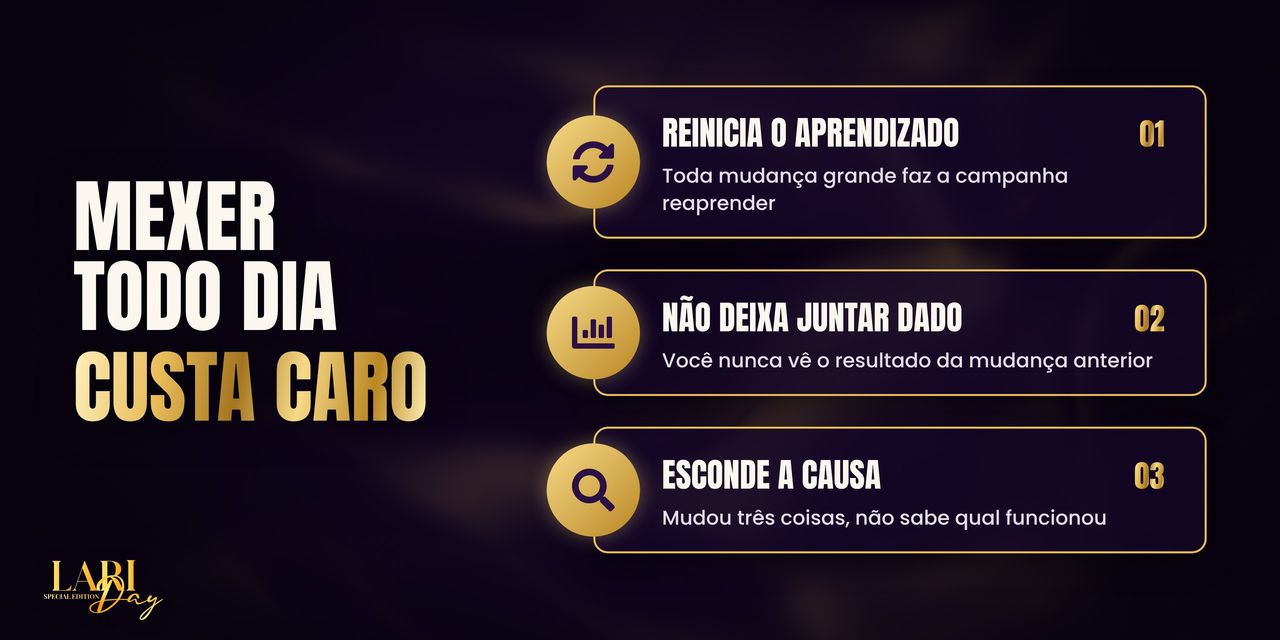 MEXER
TODO DIA
CUSTA CARO
REINICIA O APRENDIZADO
01
Toda mudança grande faz a campanha
reaprender
NÃO DEIXA JUNTAR DADO
02
Você nunca vê o resultado da mudança anterior
ESCONDE A CAUSA
03
Mudou três coisas, não sabe qual funcionou
LABI
SPECIAL EDITION
Day